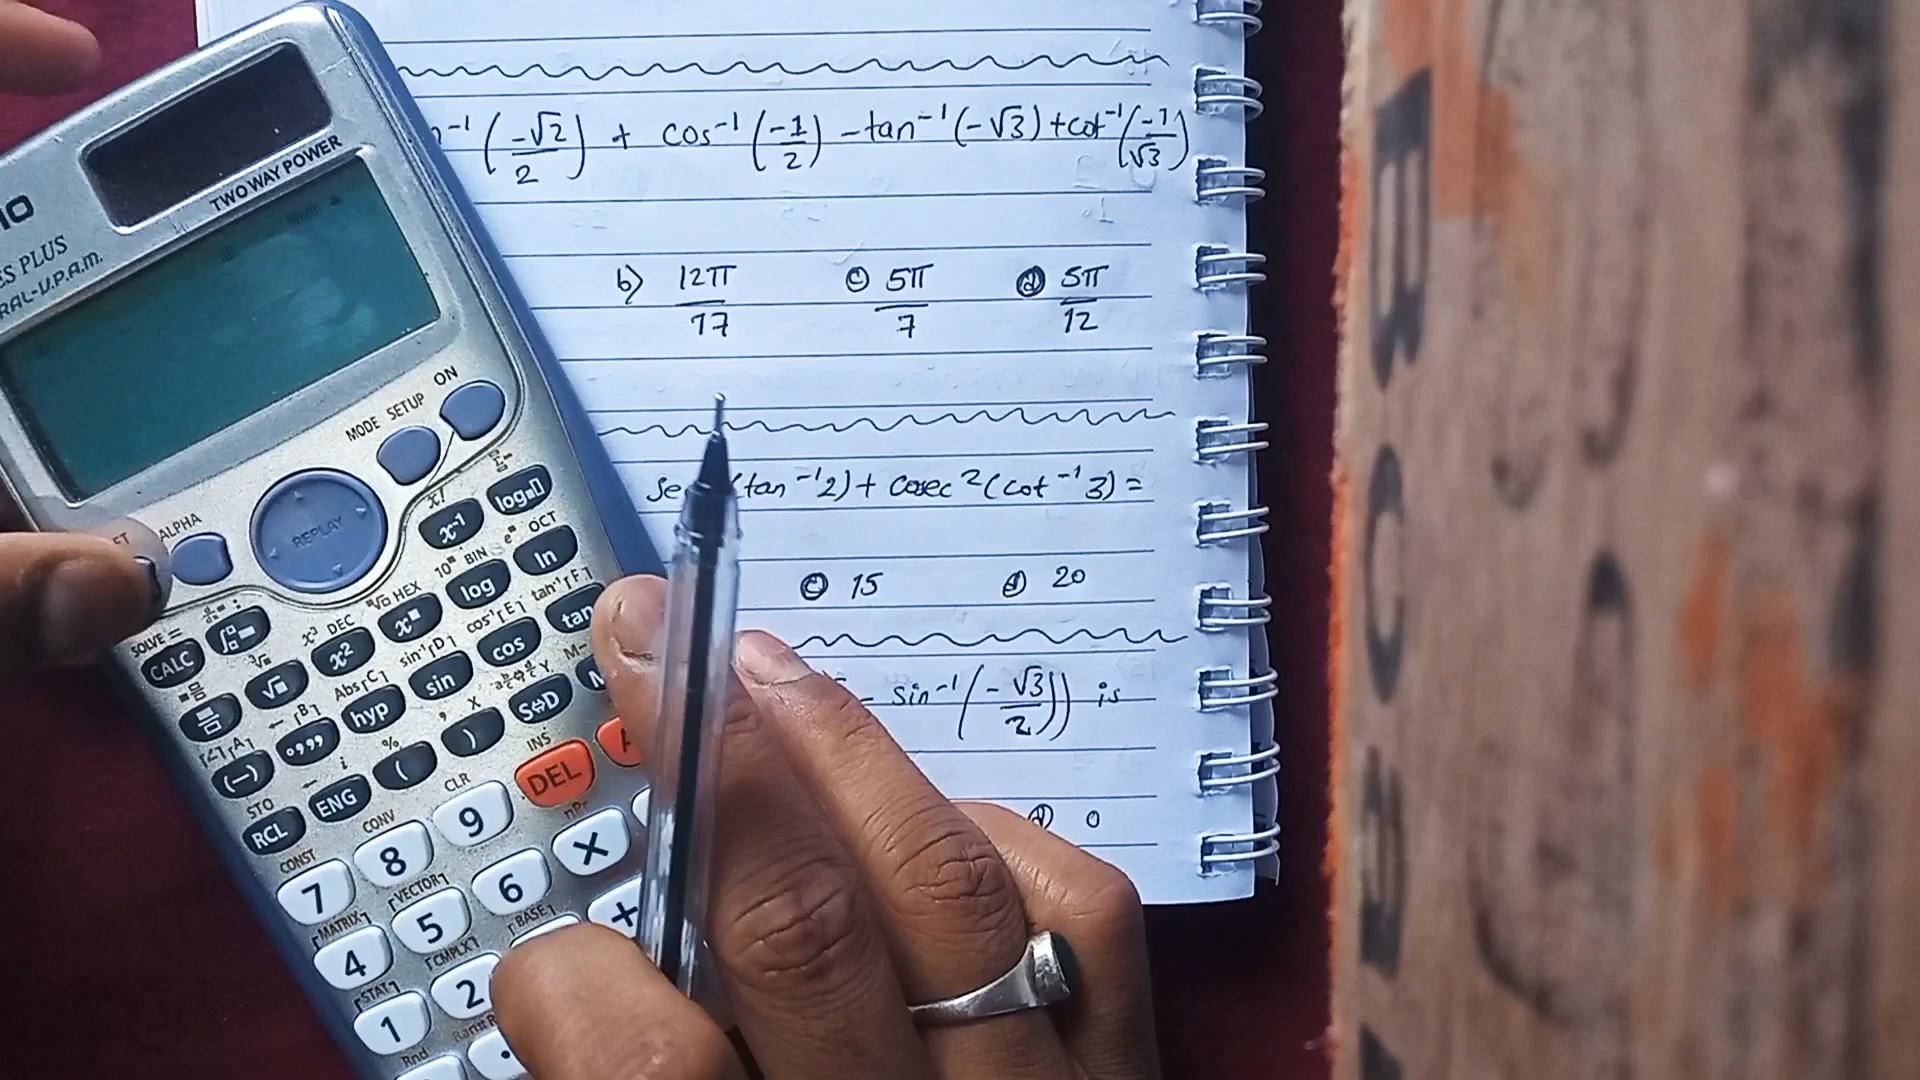 TWO WAY POWER
ES PLUS
RAL-V.P.A.M.
⁻¹(-√2/2) + cos⁻¹(-1/2) - tan⁻¹(-√3) + cot⁻¹(-1/√3)
b) 12π/17 c) 5π/7 d) 5π/12
(tan⁻¹2) + cosec²(cot⁻¹3) =
c) 15 d) 20
- sin⁻¹(-√3/2)) is
d) 0
ON
MODE SETUP
ALPHA
REPLAY
x! x⁻¹ log
SOLVE = CALC
x³ DEC x²
ⁿ√ HEX
10ⁿ BIN log
eⁿ OCT ln
Abs [C] hyp
sin⁻¹ [D] sin
cos⁻¹ [E] cos
tan⁻¹ [F] tan
[∠] [A] (-)
← [B] °,,,
← i ENG
% (
, X )
S⇔D
M-
STO RCL
CLR
INS DEL
CONST 7
CONV 8
9
nPr X
[MATRIX] 4
[VECTOR] 5
6
+
[STAT] 1
[CMPLX] 2
[BASE]
Rnd